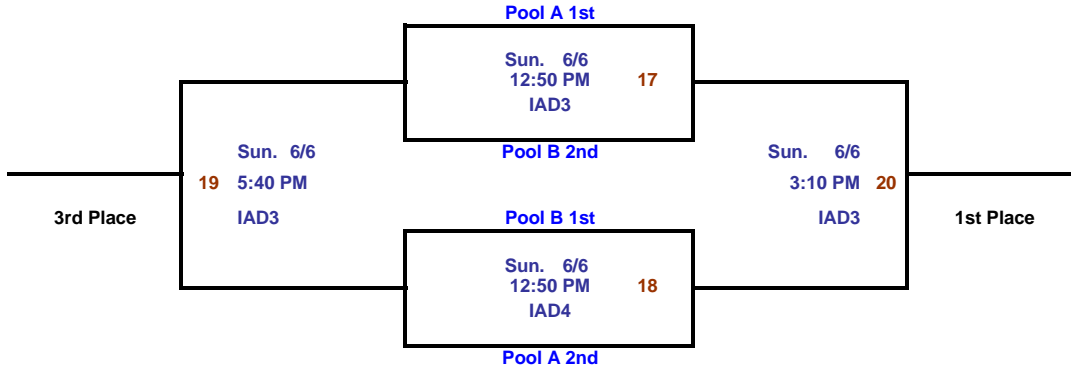 Pool A 1st
Sun. 6/6
12:50 PM 17
IAD3
Pool B 2nd
Sun. 6/6
19 5:40 PM
IAD3
3rd Place
Sun. 6/6
3:10 PM 20
IAD3
1st Place
Pool B 1st
Sun. 6/6
12:50 PM 18
IAD4
Pool A 2nd